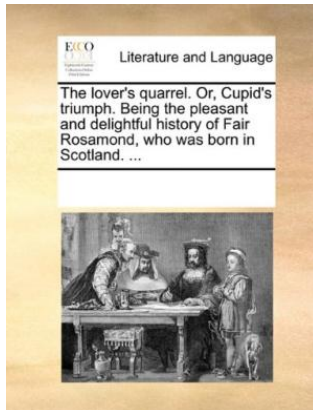 ECCO
Literature and Language
The lover's quarrel. Or, Cupid's
triumph. Being the pleasant
and delightful history of Fair
Rosamond, who was born in
Scotland. ...